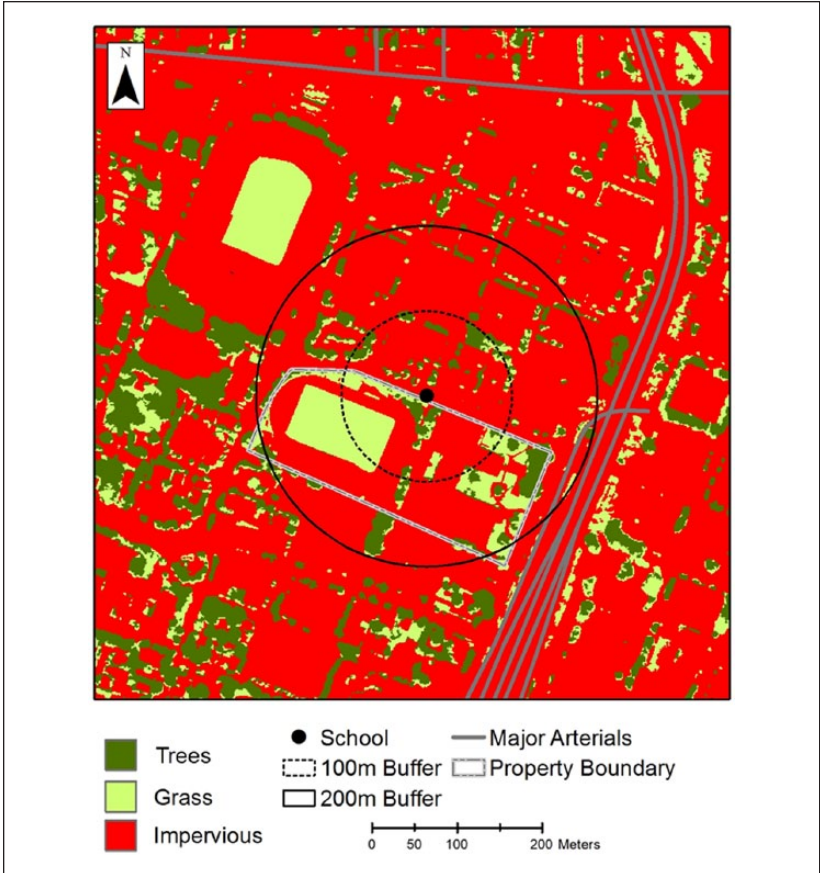 N
Trees
Grass
Impervious
School
100m Buffer
200m Buffer
Major Arterials
Property Boundary
0 50 100 200 Meters